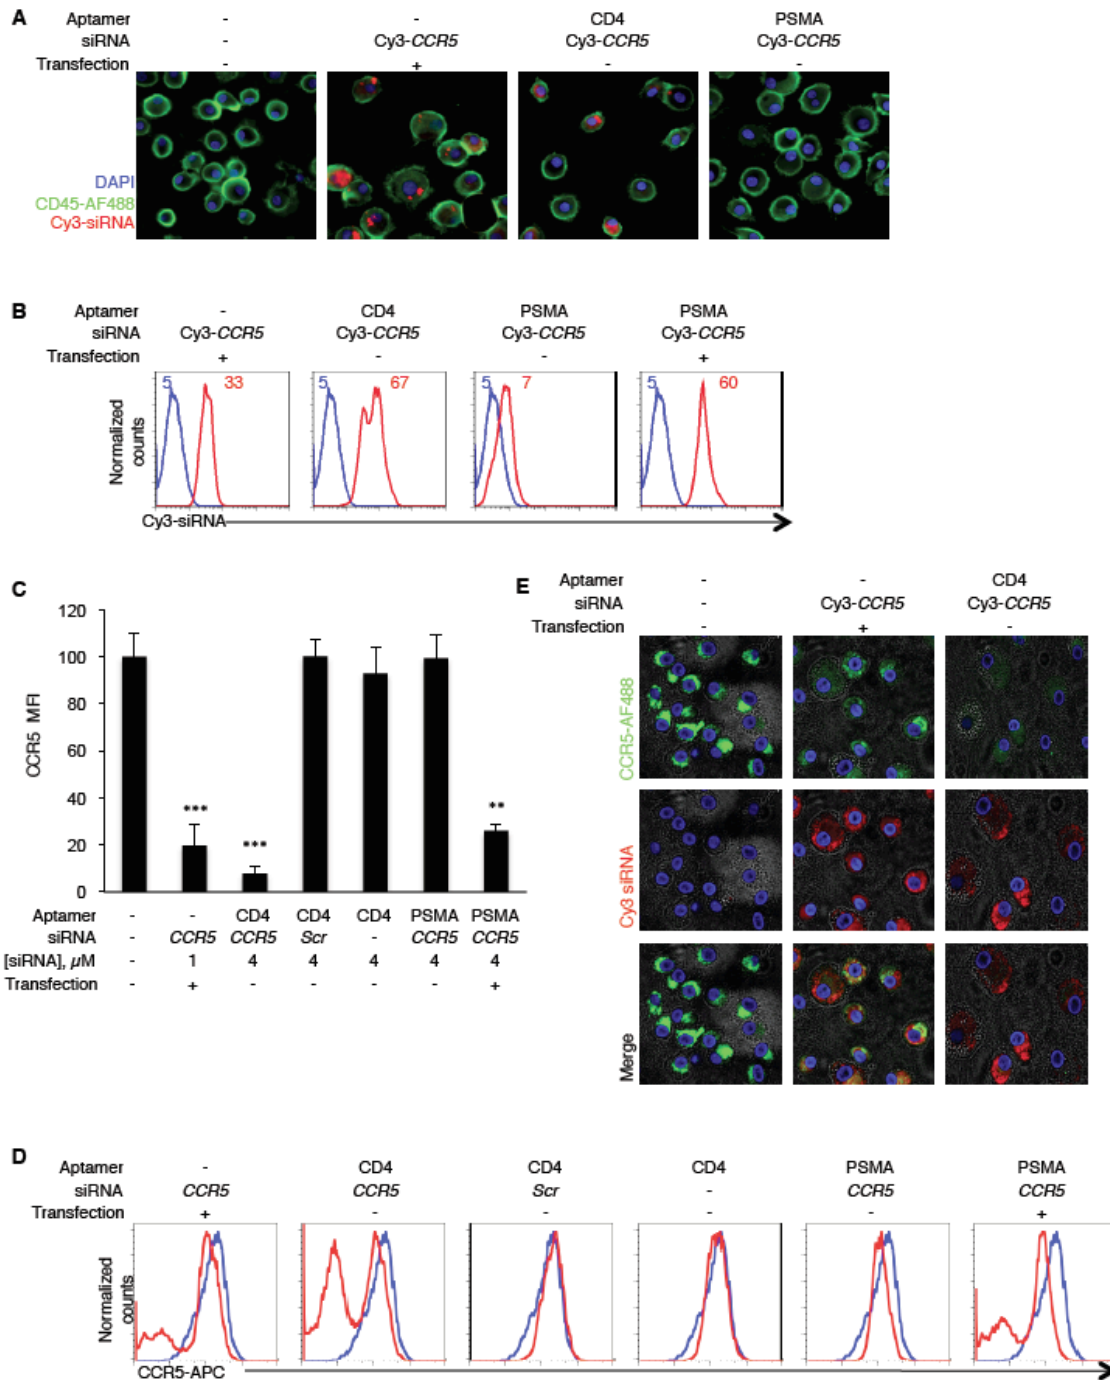 A
Aptamer - - CD4 PSMA
siRNA - Cy3-CCR5 Cy3-CCR5 Cy3-CCR5
Transfection - + - -
DAPI
CD45-AF488
Cy3-siRNA
B
Aptamer - CD4 PSMA PSMA
siRNA Cy3-CCR5 Cy3-CCR5 Cy3-CCR5 Cy3-CCR5
Transfection + - - +
5 33 5 67 5 7 5 60
Normalized
counts
Cy3-siRNA
C
120
100
80
60
40
20
0
CCR5 MFI
*** *** **
Aptamer - - CD4 CD4 CD4 PSMA PSMA
siRNA - CCR5 CCR5 Scr - CCR5 CCR5
[siRNA], µM - 1 4 4 4 4 4
Transfection - + - - - - +
E
Aptamer - - CD4
siRNA - Cy3-CCR5 Cy3-CCR5
Transfection - + -
CCR5-AF488
Cy3 siRNA
Merge
D
Aptamer - CD4 CD4 CD4 PSMA PSMA
siRNA CCR5 CCR5 Scr - CCR5 CCR5
Transfection + - - - - +
Normalized
counts
CCR5-APC